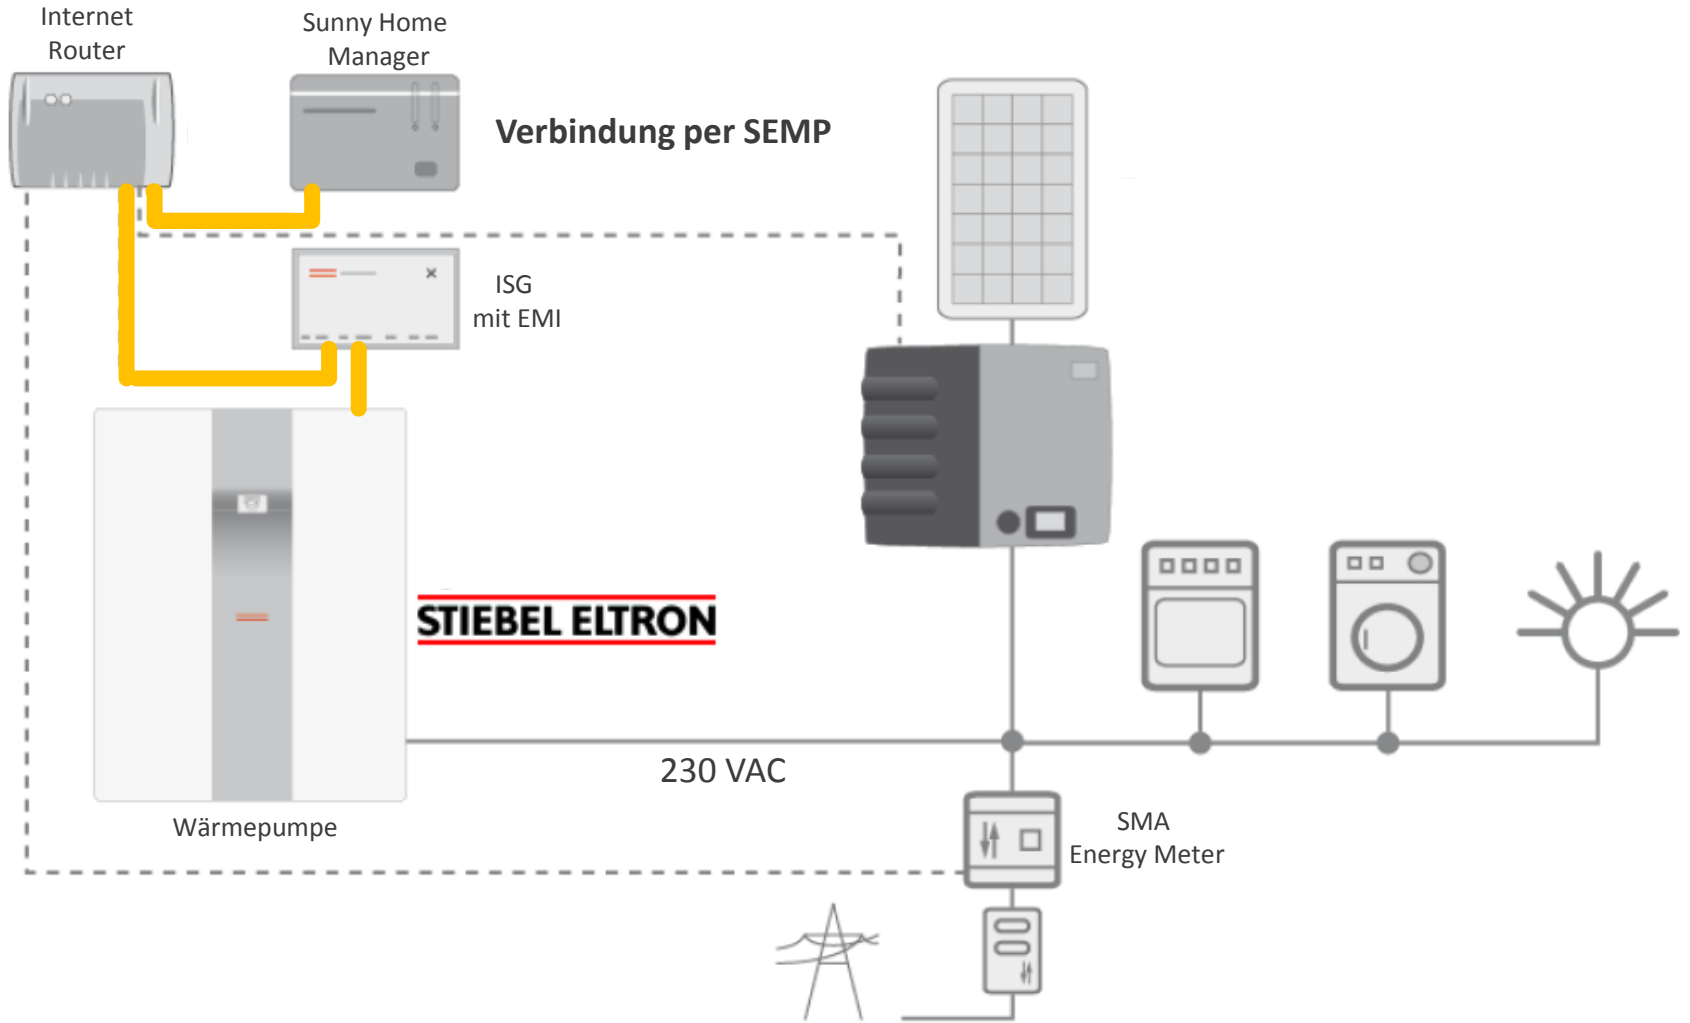 Internet
Router
Sunny Home
Manager
Verbindung per SEMP
ISG
mit EMI
STIEBEL ELTRON
230 VAC
Wärmepumpe
SMA
Energy Meter